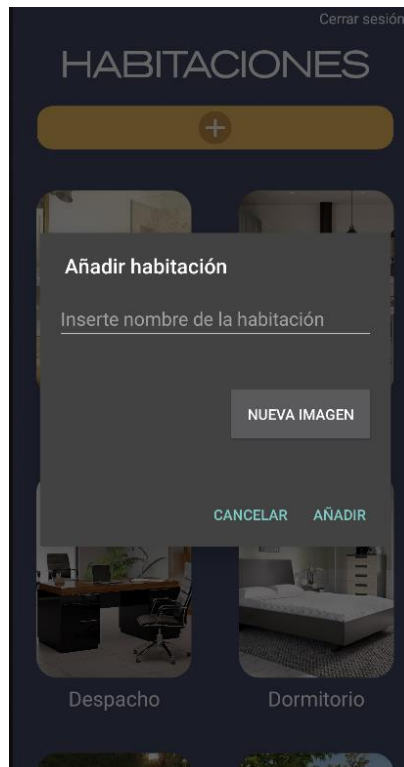 Cerrar sesión
HABITACIONES
+
Añadir habitación
Inserte nombre de la habitación
NUEVA IMAGEN
CANCELAR AÑADIR
Despacho Dormitorio